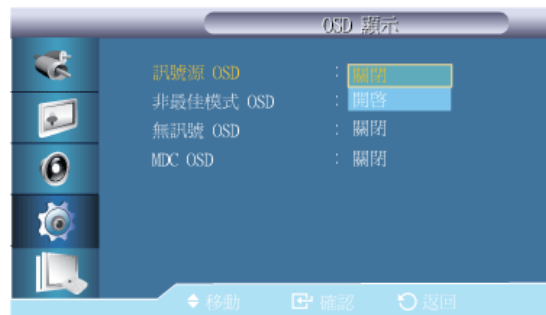 OSD 顯示
訊號源 OSD : 關閉
非最佳模式 OSD : 開啓
無訊號 OSD : 關閉
MDC OSD : 關閉
移動 確認 返回